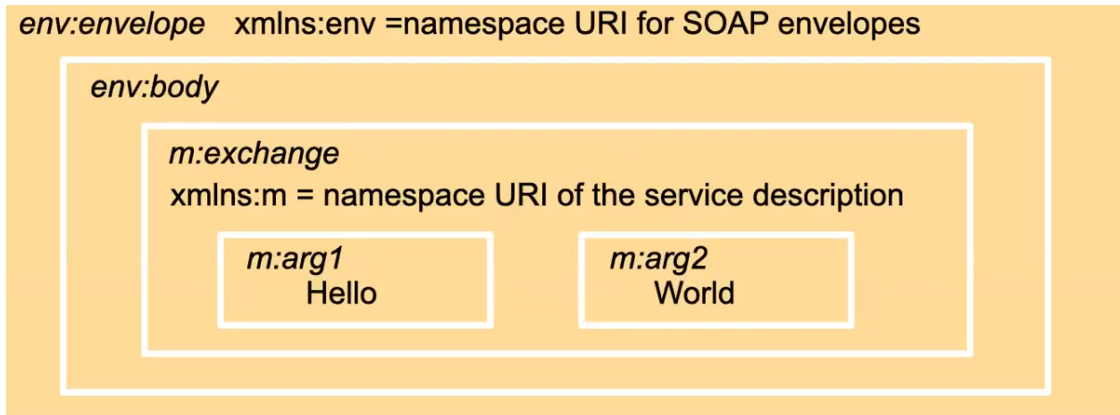 env:envelope xmlns:env =namespace URI for SOAP envelopes
env:body
m:exchange
xmlns:m = namespace URI of the service description
m:arg1 m:arg2
Hello World